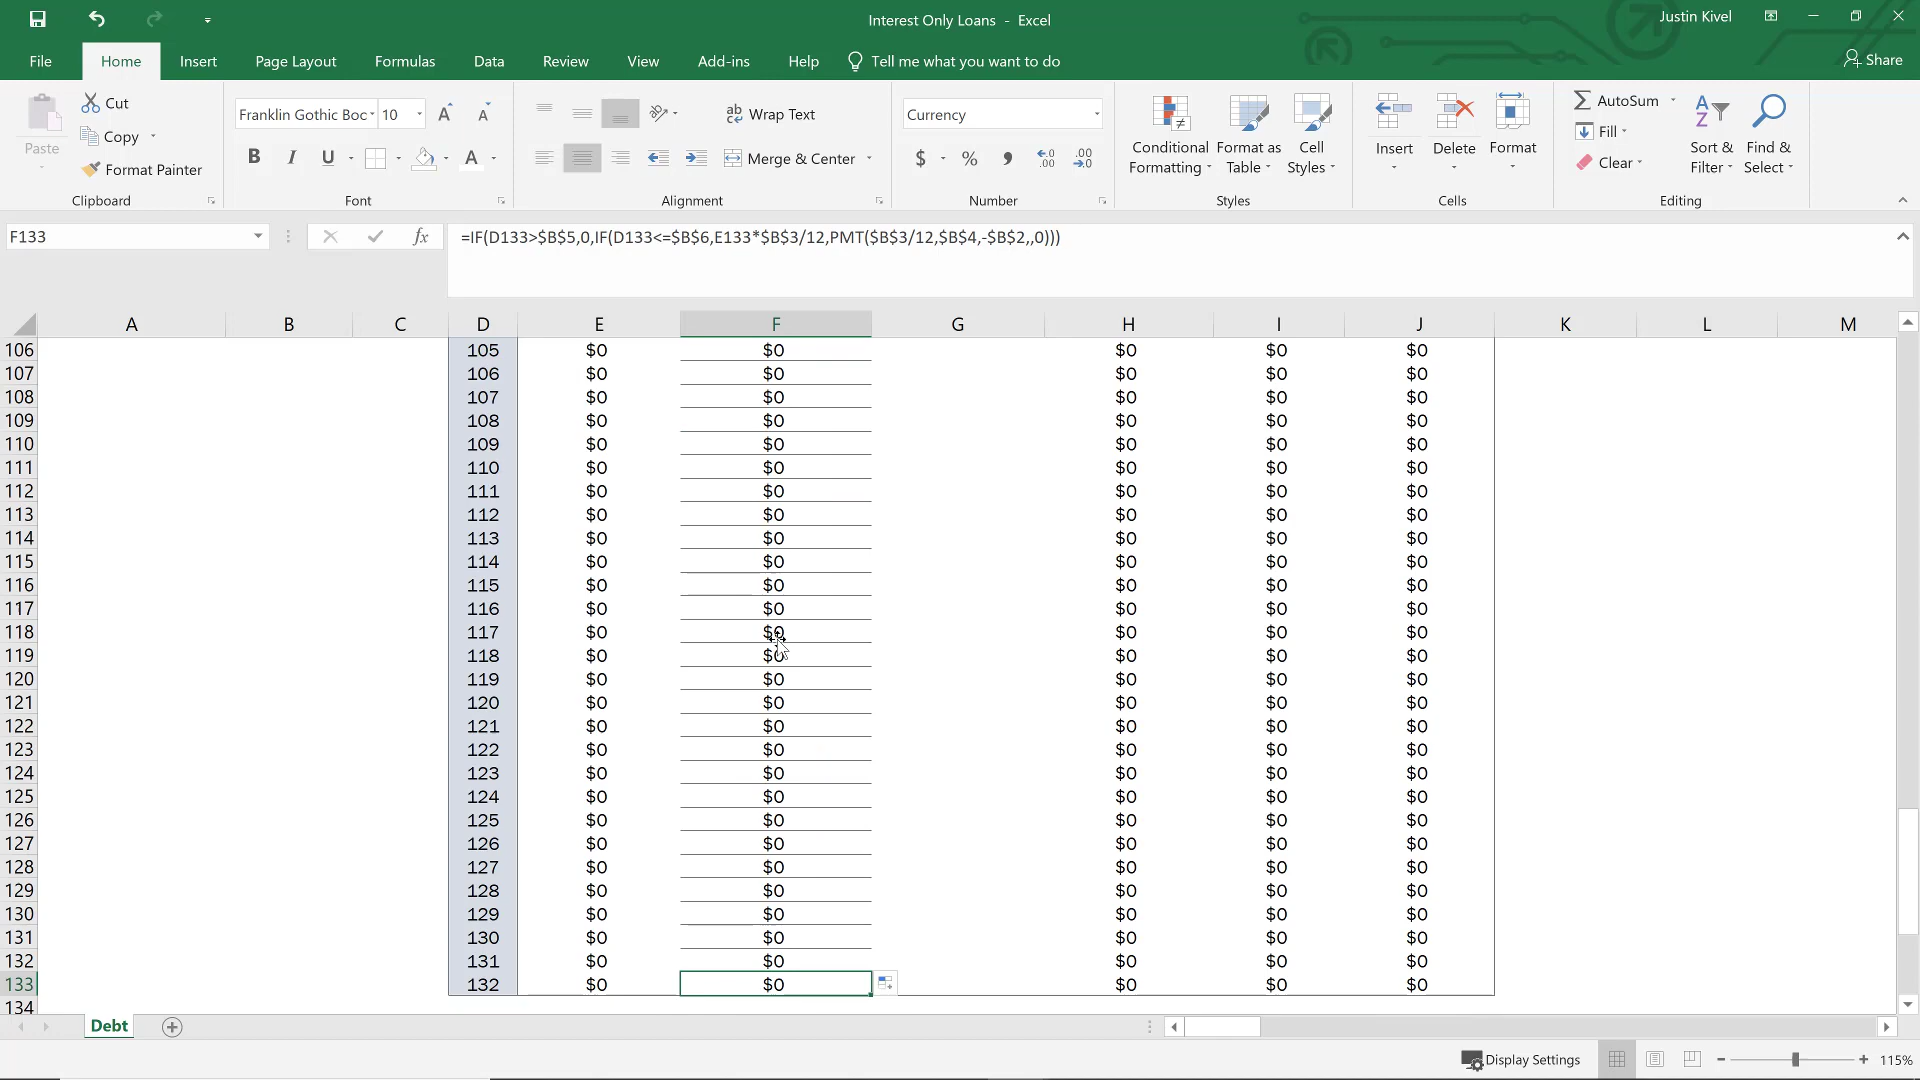 Interest Only Loans - Excel
Justin Kivel
File Home Insert Page Layout Formulas Data Review View Add-ins Help Tell me what you want to do Share
Paste
Cut
Copy
Format Painter
Clipboard
Franklin Gothic Boc 10
B I U A
Font
Wrap Text
Merge & Center
Alignment
Currency
$ %
Number
Conditional Formatting
Format as Table
Cell Styles
Styles
Insert Delete Format
Cells
AutoSum
Fill
Clear
Sort & Filter
Find & Select
Editing
F133 fx =IF(D133>$B$5,0,IF(D133<=$B$6,E133*$B$3/12,PMT($B$3/12,$B$4,-$B$2,,0)))
A B C D E F G H I J K L M
106 105 $0 $0 $0 $0 $0
107 106 $0 $0 $0 $0 $0
108 107 $0 $0 $0 $0 $0
109 108 $0 $0 $0 $0 $0
110 109 $0 $0 $0 $0 $0
111 110 $0 $0 $0 $0 $0
112 111 $0 $0 $0 $0 $0
113 112 $0 $0 $0 $0 $0
114 113 $0 $0 $0 $0 $0
115 114 $0 $0 $0 $0 $0
116 115 $0 $0 $0 $0 $0
117 116 $0 $0 $0 $0 $0
118 117 $0 $0 $0 $0 $0
119 118 $0 $0 $0 $0 $0
120 119 $0 $0 $0 $0 $0
121 120 $0 $0 $0 $0 $0
122 121 $0 $0 $0 $0 $0
123 122 $0 $0 $0 $0 $0
124 123 $0 $0 $0 $0 $0
125 124 $0 $0 $0 $0 $0
126 125 $0 $0 $0 $0 $0
127 126 $0 $0 $0 $0 $0
128 127 $0 $0 $0 $0 $0
129 128 $0 $0 $0 $0 $0
130 129 $0 $0 $0 $0 $0
131 130 $0 $0 $0 $0 $0
132 131 $0 $0 $0 $0 $0
133 132 $0 $0 $0 $0 $0
134
Debt
Display Settings 115%